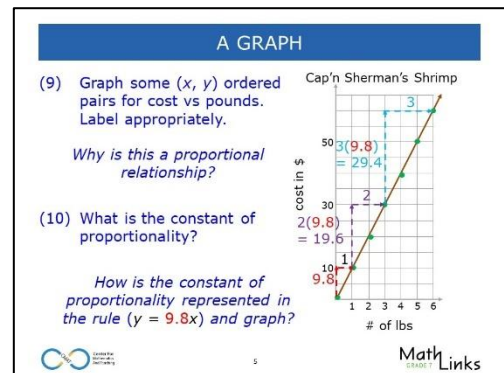 A GRAPH
(9) Graph some (x, y) ordered
pairs for cost vs pounds.
Label appropriately.
Why is this a proportional
relationship?
(10) What is the constant of
proportionality?
How is the constant of
proportionality represented in
the rule (y = 9.8x) and graph?
Cap'n Sherman's Shrimp
cost in $
50
30
10
3
3(9.8)
= 29.4
2
2(9.8)
= 19.6
1
9.8
1 2 3 4 5 6
# of lbs
5
MathLinks
GRADE 7